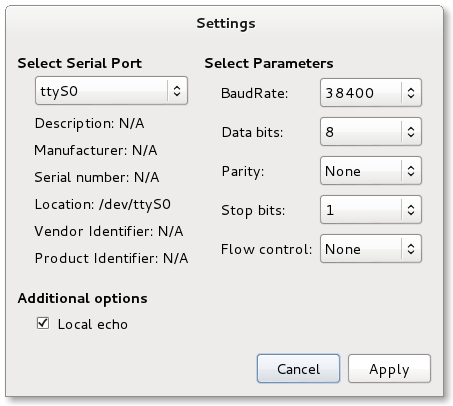 Settings
Select Serial Port
ttyS0
Description: N/A
Manufacturer: N/A
Serial number: N/A
Location: /dev/ttyS0
Vendor Identifier: N/A
Product Identifier: N/A
Select Parameters
BaudRate: 38400
Data bits: 8
Parity: None
Stop bits: 1
Flow control: None
Additional options
Local echo
Cancel Apply